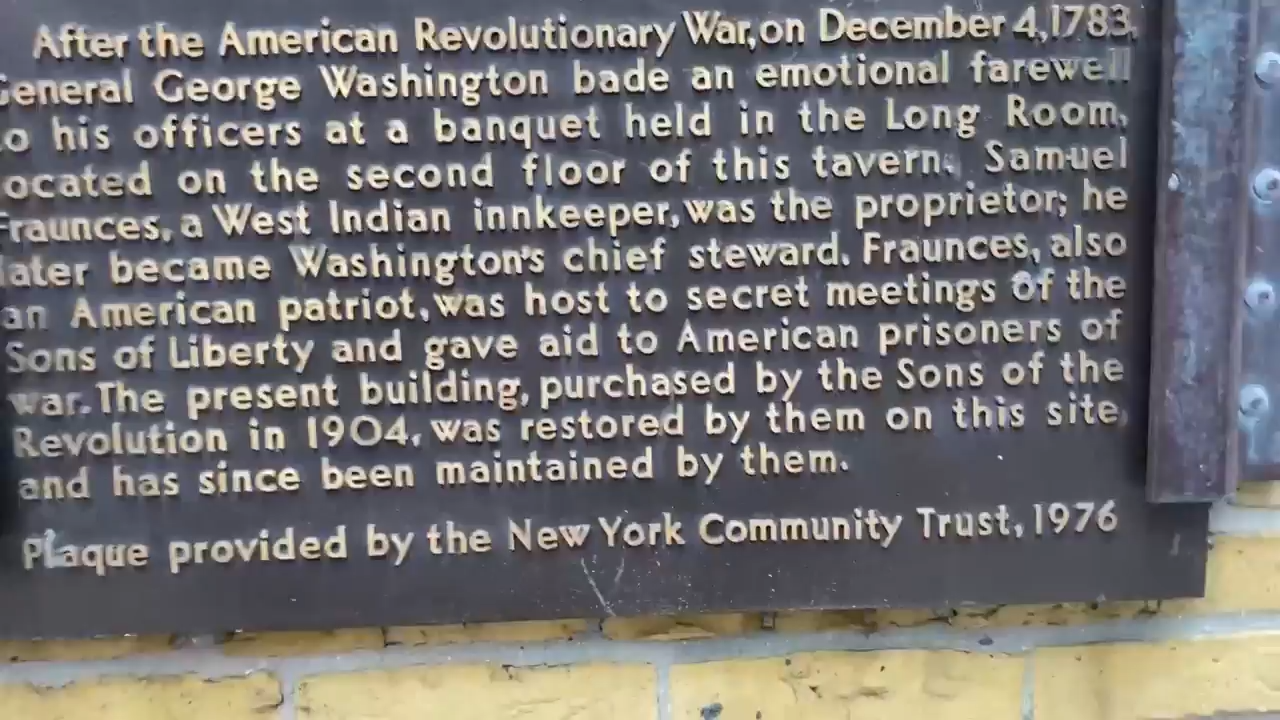 After the American Revolutionary War, on December 4, 1783,
General George Washington bade an emotional farewell
to his officers at a banquet held in the Long Room,
located on the second floor of this tavern. Samuel
Fraunces, a West Indian innkeeper, was the proprietor; he
later became Washington's chief steward. Fraunces, also
an American patriot, was host to secret meetings of the
Sons of Liberty and gave aid to American prisoners of
war. The present building, purchased by the Sons of the
Revolution in 1904, was restored by them on this site,
and has since been maintained by them.
Plaque provided by the New York Community Trust, 1976